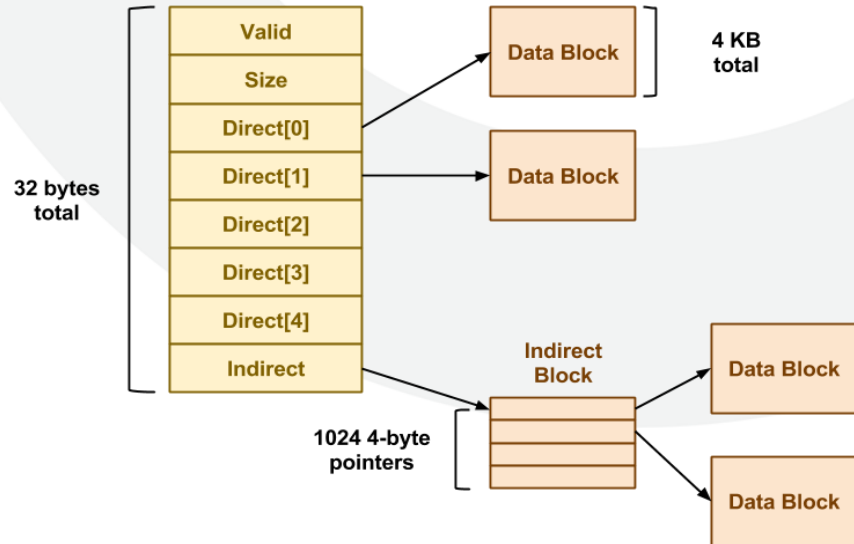 Valid
Size
Direct[0]
Direct[1]
Direct[2]
Direct[3]
Direct[4]
Indirect
32 bytes
total
Data Block
4 KB
total
Data Block
Indirect
Block
1024 4-byte
pointers
Data Block
Data Block